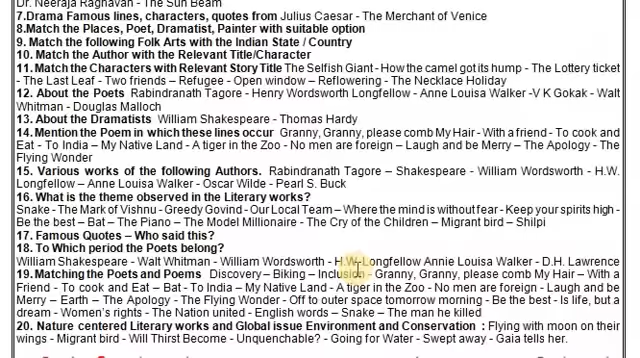 Dr. Neeraja Raghavan - The Sun Beam
7.Drama Famous lines, characters, quotes from Julius Caesar - The Merchant of Venice
8.Match the Places, Poet, Dramatist, Painter with suitable option
9. Match the following Folk Arts with the Indian State / Country
10. Match the Author with the Relevant Title/Character
11. Match the Characters with Relevant Story Title The Selfish Giant - How the camel got its hump - The Lottery ticket
- The Last Leaf - Two friends – Refugee - Open window – Reflowering - The Necklace Holiday
12. About the Poets Rabindranath Tagore - Henry Wordsworth Longfellow - Anne Louisa Walker -V K Gokak - Walt
Whitman - Douglas Malloch
13. About the Dramatists William Shakespeare - Thomas Hardy
14.Mention the Poem in which these lines occur Granny, Granny, please comb My Hair - With a friend - To cook and
Eat - To India – My Native Land - A tiger in the Zoo - No men are foreign – Laugh and be Merry – The Apology - The
Flying Wonder
15. Various works of the following Authors. Rabindranath Tagore – Shakespeare - William Wordsworth - H.W.
Longfellow – Anne Louisa Walker - Oscar Wilde - Pearl S. Buck
16. What is the theme observed in the Literary works?
Snake - The Mark of Vishnu - Greedy Govind - Our Local Team – Where the mind is without fear - Keep your spirits high -
Be the best – Bat – The Piano – The Model Millionaire - The Cry of the Children – Migrant bird – Shilpi
17. Famous Quotes – Who said this?
18. To Which period the Poets belong?
William Shakespeare - Walt Whitman - William Wordsworth - H.W. Longfellow Annie Louisa Walker - D.H. Lawrence
19. Matching the Poets and Poems Discovery – Biking – Inclusion - Granny, Granny, please comb My Hair – With a
Friend - To cook and Eat – Bat - To India – My Native Land - A tiger in the Zoo - No men are foreign - Laugh and be
Merry – Earth – The Apology - The Flying Wonder - Off to outer space tomorrow morning - Be the best - Is life, but a
dream - Women's rights - The Nation united - English words – Snake – The man he killed
20. Nature centered Literary works and Global issue Environment and Conservation : Flying with moon on their
wings - Migrant bird - Will Thirst Become - Unquenchable? - Going for Water - Swept away - Gaia tells her.